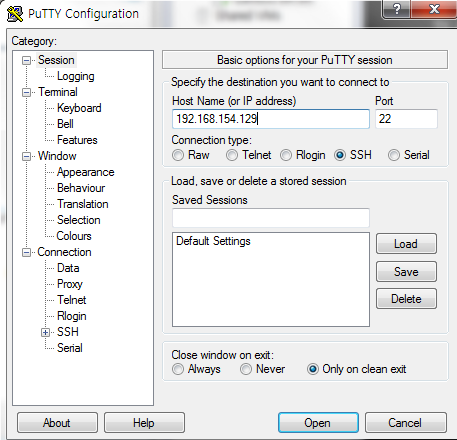 PuTTY Configuration
Category:
Session
Logging
Terminal
Keyboard
Bell
Features
Window
Appearance
Behaviour
Translation
Selection
Colours
Connection
Data
Proxy
Telnet
Rlogin
SSH
Serial
Basic options for your PuTTY session
Specify the destination you want to connect to
Host Name (or IP address) Port
192.168.154.129 22
Connection type:
Raw Telnet Rlogin SSH Serial
Load, save or delete a stored session
Saved Sessions
Default Settings
Load
Save
Delete
Close window on exit:
Always Never Only on clean exit
About Help Open Cancel